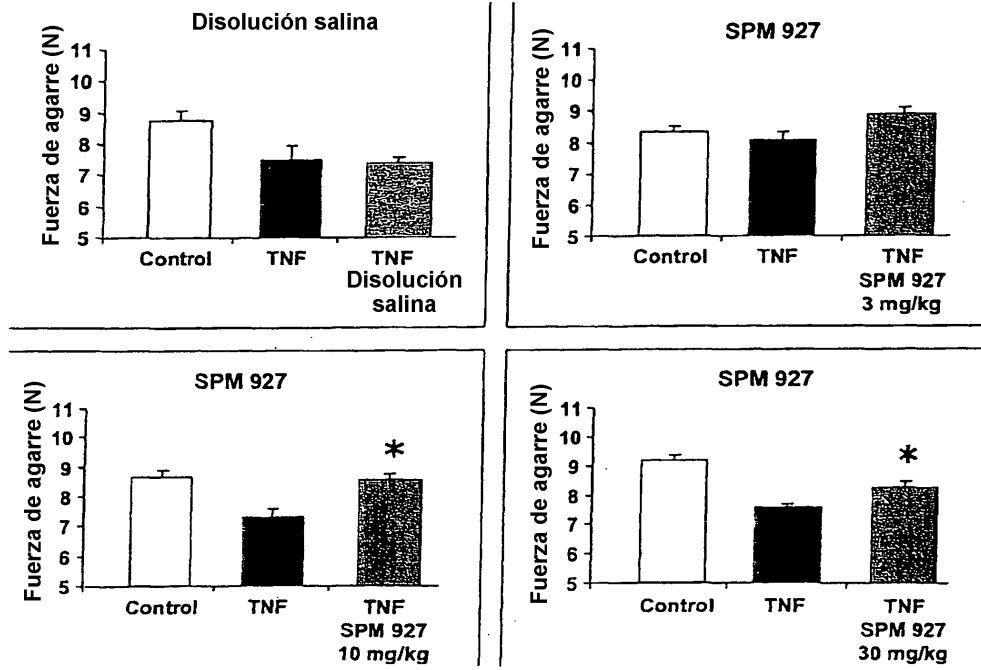 Disolución salina
Fuerza de agarre (N)
11
10
9
8
7
6
5
Control TNF TNF
Disolución
salina
SPM 927
Fuerza de agarre (N)
11
10
9
8
7
6
5
Control TNF TNF
SPM 927
3 mg/kg
SPM 927
Fuerza de agarre (N)
11
10
9
8
7
6
5
*
Control TNF TNF
SPM 927
10 mg/kg
SPM 927
Fuerza de agarre (N)
11
10
9
8
7
6
5
*
Control TNF TNF
SPM 927
30 mg/kg